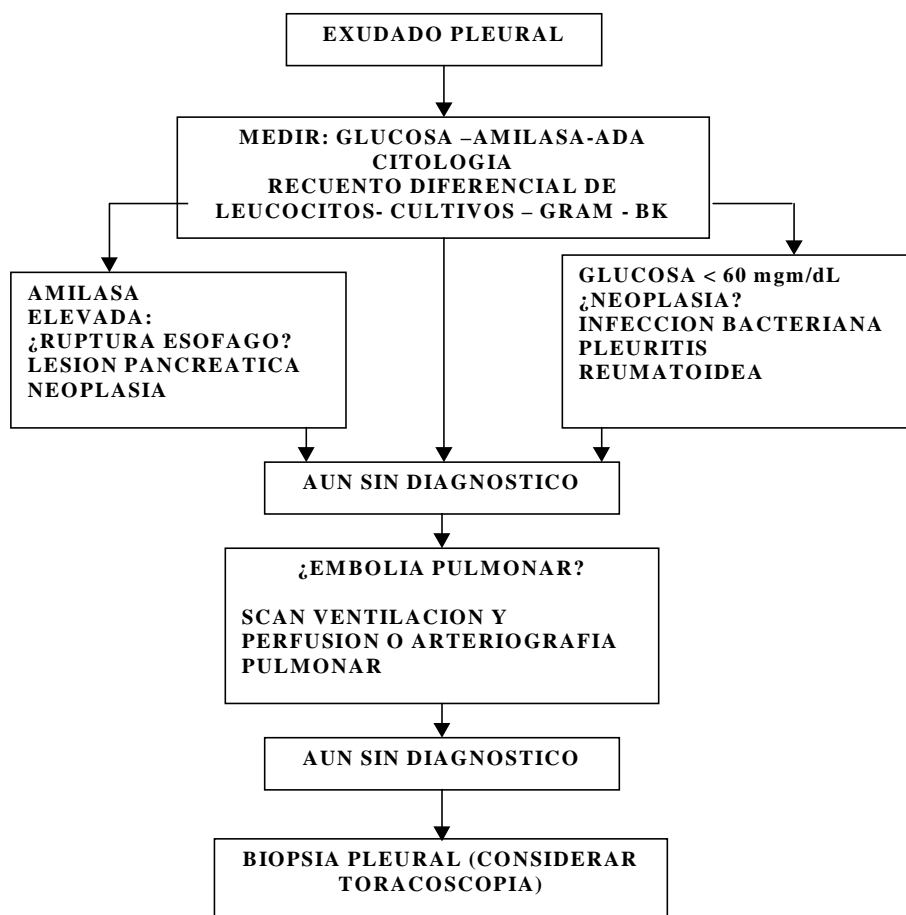 EXUDADO PLEURAL
MEDIR: GLUCOSA –AMILASA-ADA
CITOLOGIA
RECUENTO DIFERENCIAL DE
LEUCOCITOS- CULTIVOS – GRAM - BK
AMILASA
ELEVADA:
¿RUPTURA ESOFAGO?
LESION PANCREATICA
NEOPLASIA
GLUCOSA < 60 mgm/dL
¿NEOPLASIA?
INFECCION BACTERIANA
PLEURITIS
REUMATOIDEA
AUN SIN DIAGNOSTICO
¿EMBOLIA PULMONAR?
SCAN VENTILACION Y
PERFUSION O ARTERIOGRAFIA
PULMONAR
AUN SIN DIAGNOSTICO
BIOPSIA PLEURAL (CONSIDERAR
TORACOSCOPIA)